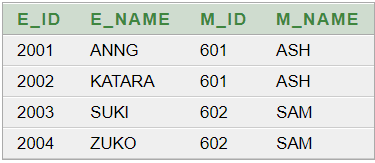 E_ID E_NAME M_ID M_NAME
2001 ANNG 601 ASH
2002 KATARA 601 ASH
2003 SUKI 602 SAM
2004 ZUKO 602 SAM